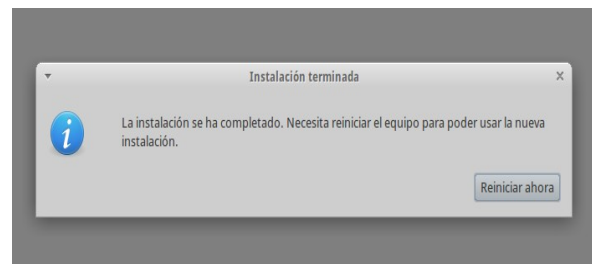 Instalación terminada
La instalación se ha completado. Necesita reiniciar el equipo para poder usar la nueva
instalación.
Reiniciar ahora